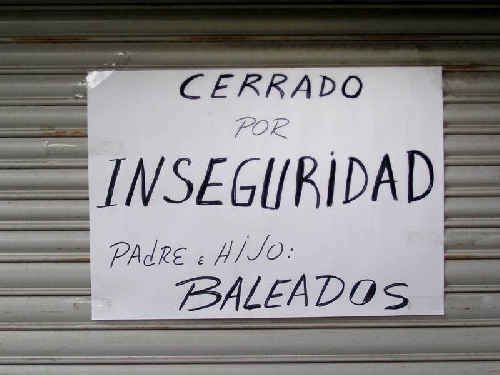 CERRADO
POR
INSEGURIDAD
PADRE e HIJO:
BALEADOS